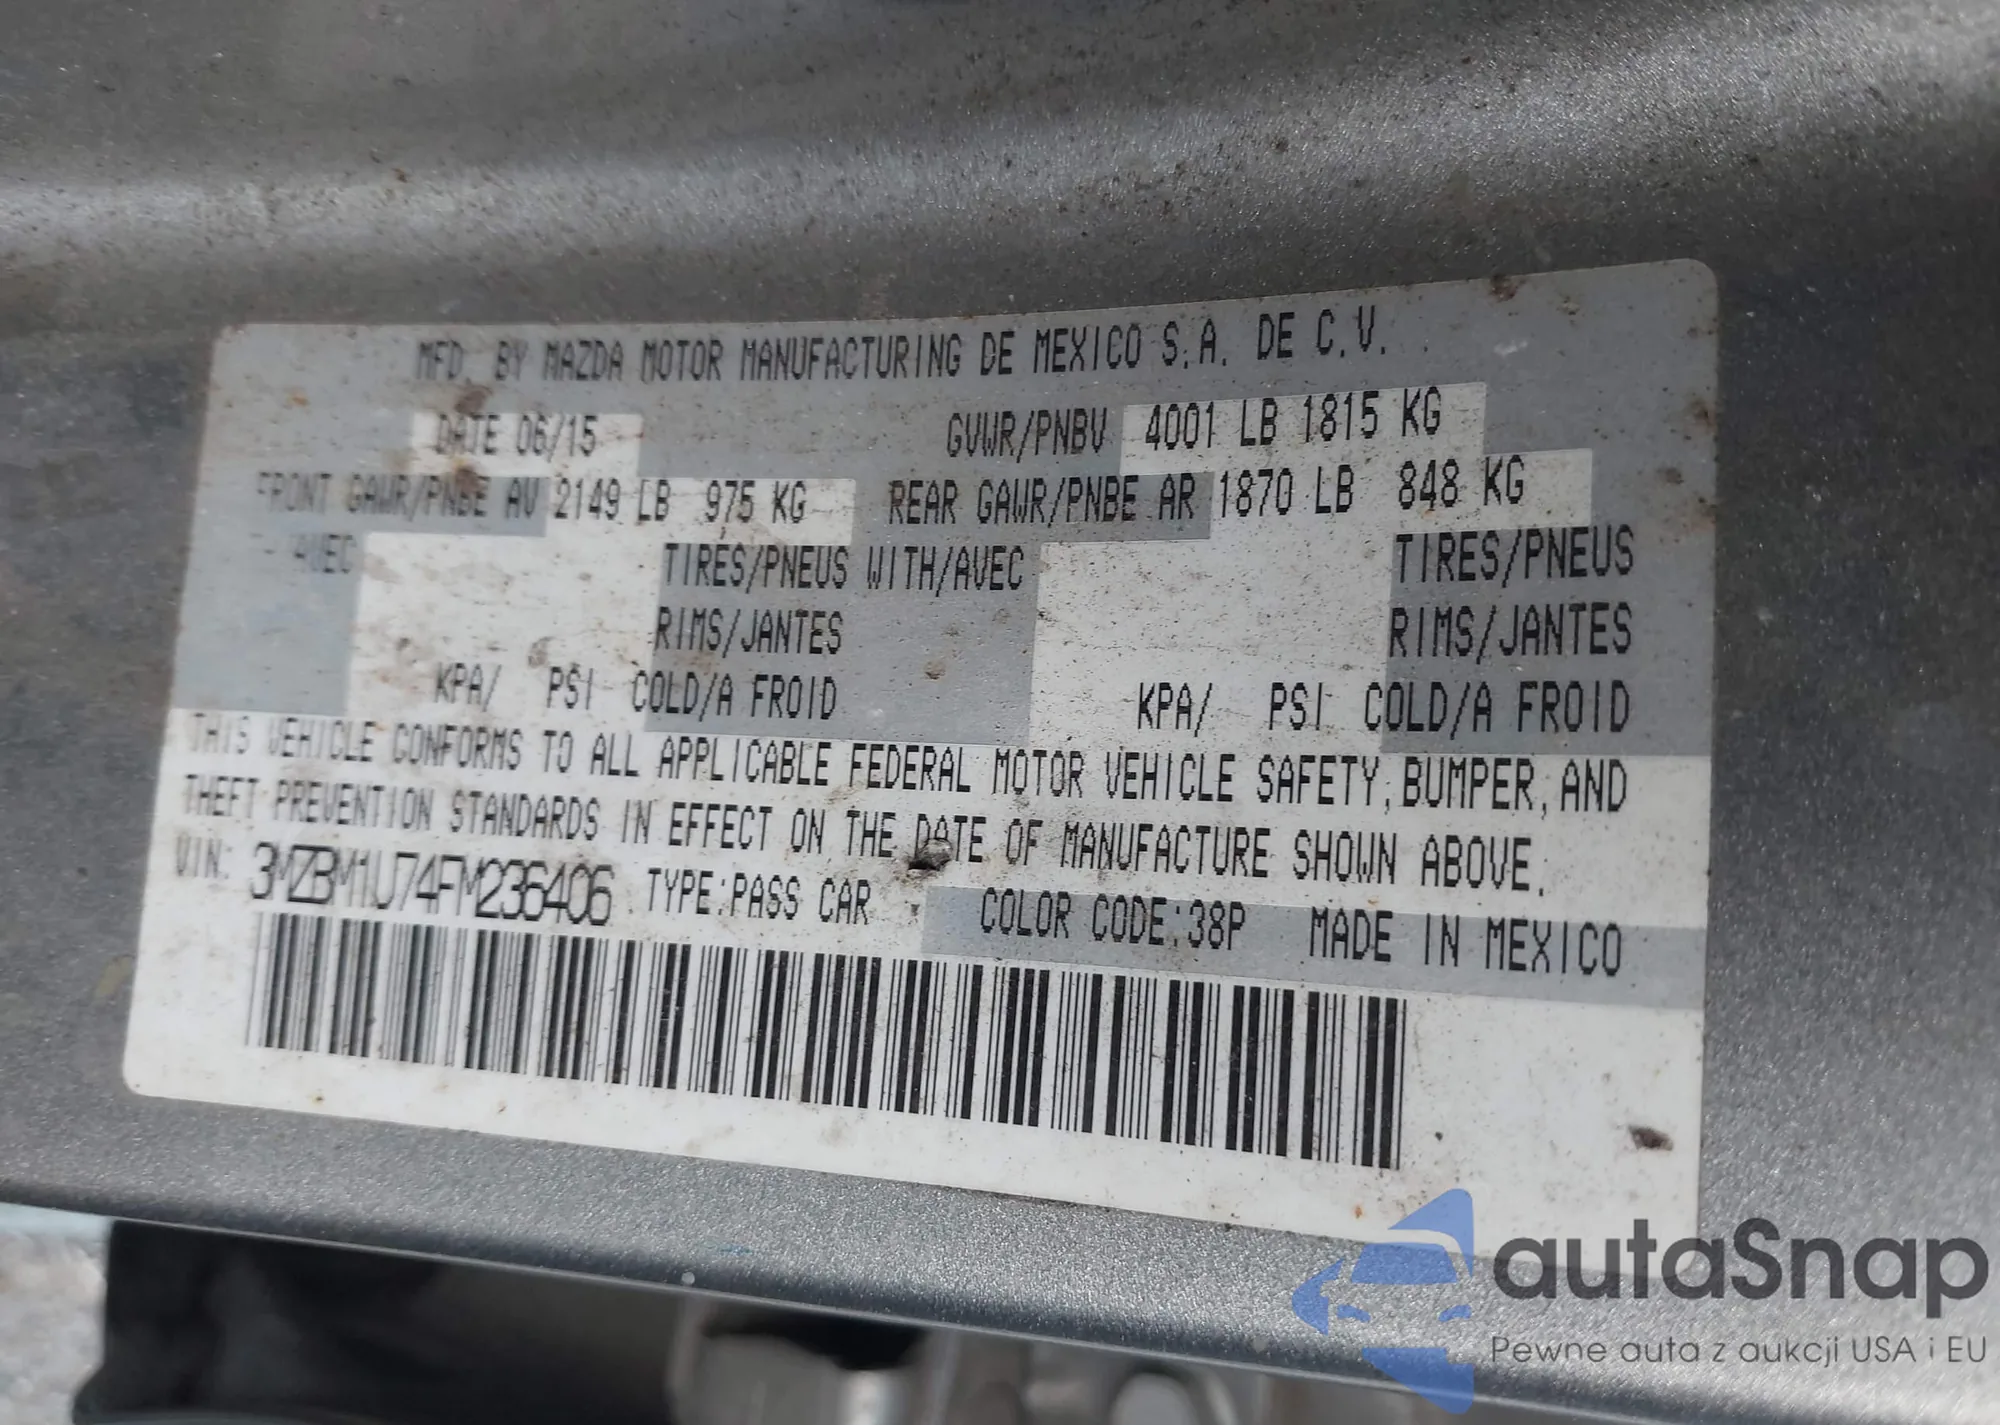 MFD. BY MAZDA MOTOR MANUFACTURING DE MEXICO S.A. DE C.V.
DATE 06/15 GVWR/PNBV 4001 LB 1815 KG
FRONT GAWR/PNBE AV 2149 LB 975 KG REAR GAWR/PNBE AR 1870 LB 848 KG
AVEC TIRES/PNEUS WITH/AVEC TIRES/PNEUS
RIMS/JANTES RIMS/JANTES
KPA/ PSI COLD/A FROID KPA/ PSI COLD/A FROID
THIS VEHICLE CONFORMS TO ALL APPLICABLE FEDERAL MOTOR VEHICLE SAFETY, BUMPER, AND
THEFT PREVENTION STANDARDS IN EFFECT ON THE DATE OF MANUFACTURE SHOWN ABOVE.
VIN: 3MZBM1U74FM236406 TYPE:PASS CAR COLOR CODE:38P MADE IN MEXICO
autaSnap
Pewne auta z aukcji USA i EU